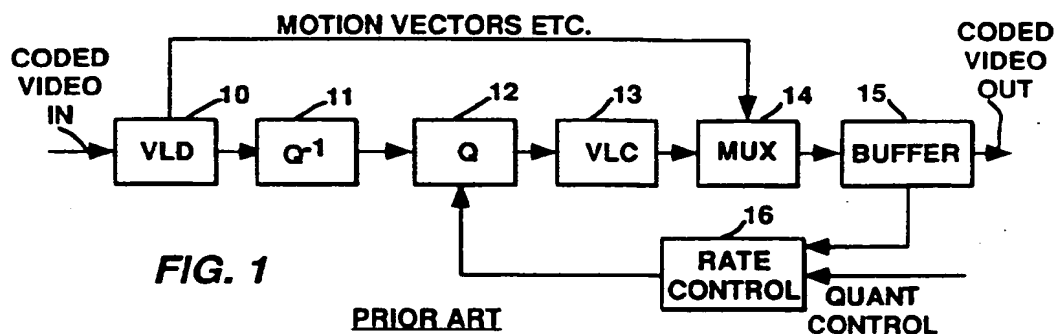 MOTION VECTORS ETC.
CODED
VIDEO
IN
CODED
VIDEO
OUT
10
11
12
13
14
15
VLD
Q-1
Q
VLC
MUX
BUFFER
16
RATE
CONTROL
QUANT
CONTROL
FIG. 1
PRIOR ART